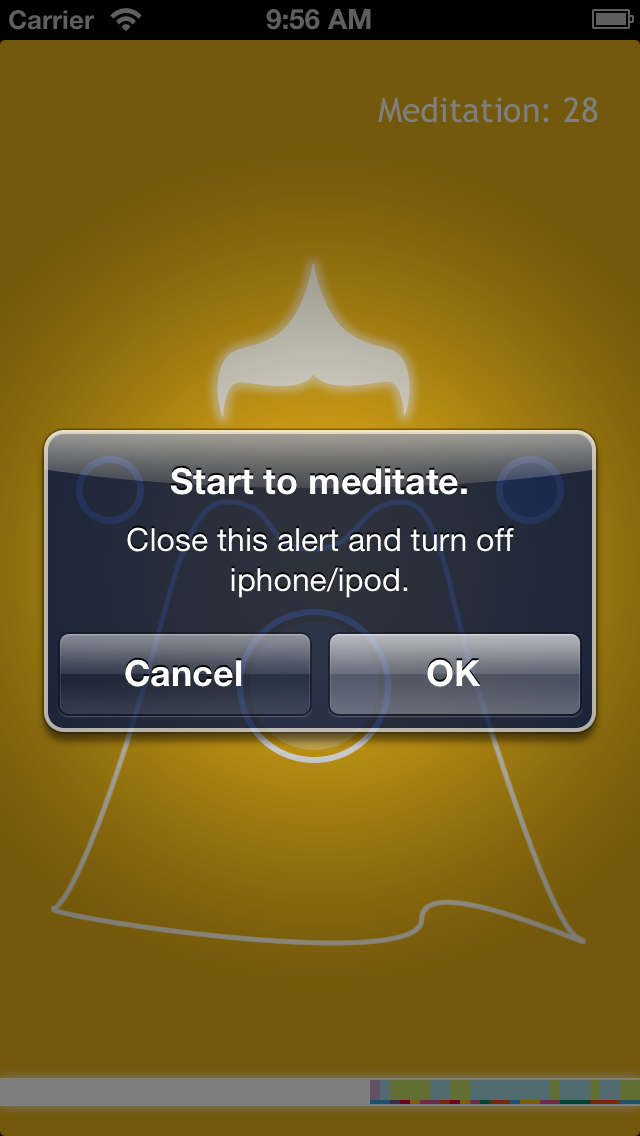 Carrier 9:56 AM
Meditation: 28
Start to meditate.
Close this alert and turn off
iphone/ipod.
Cancel OK